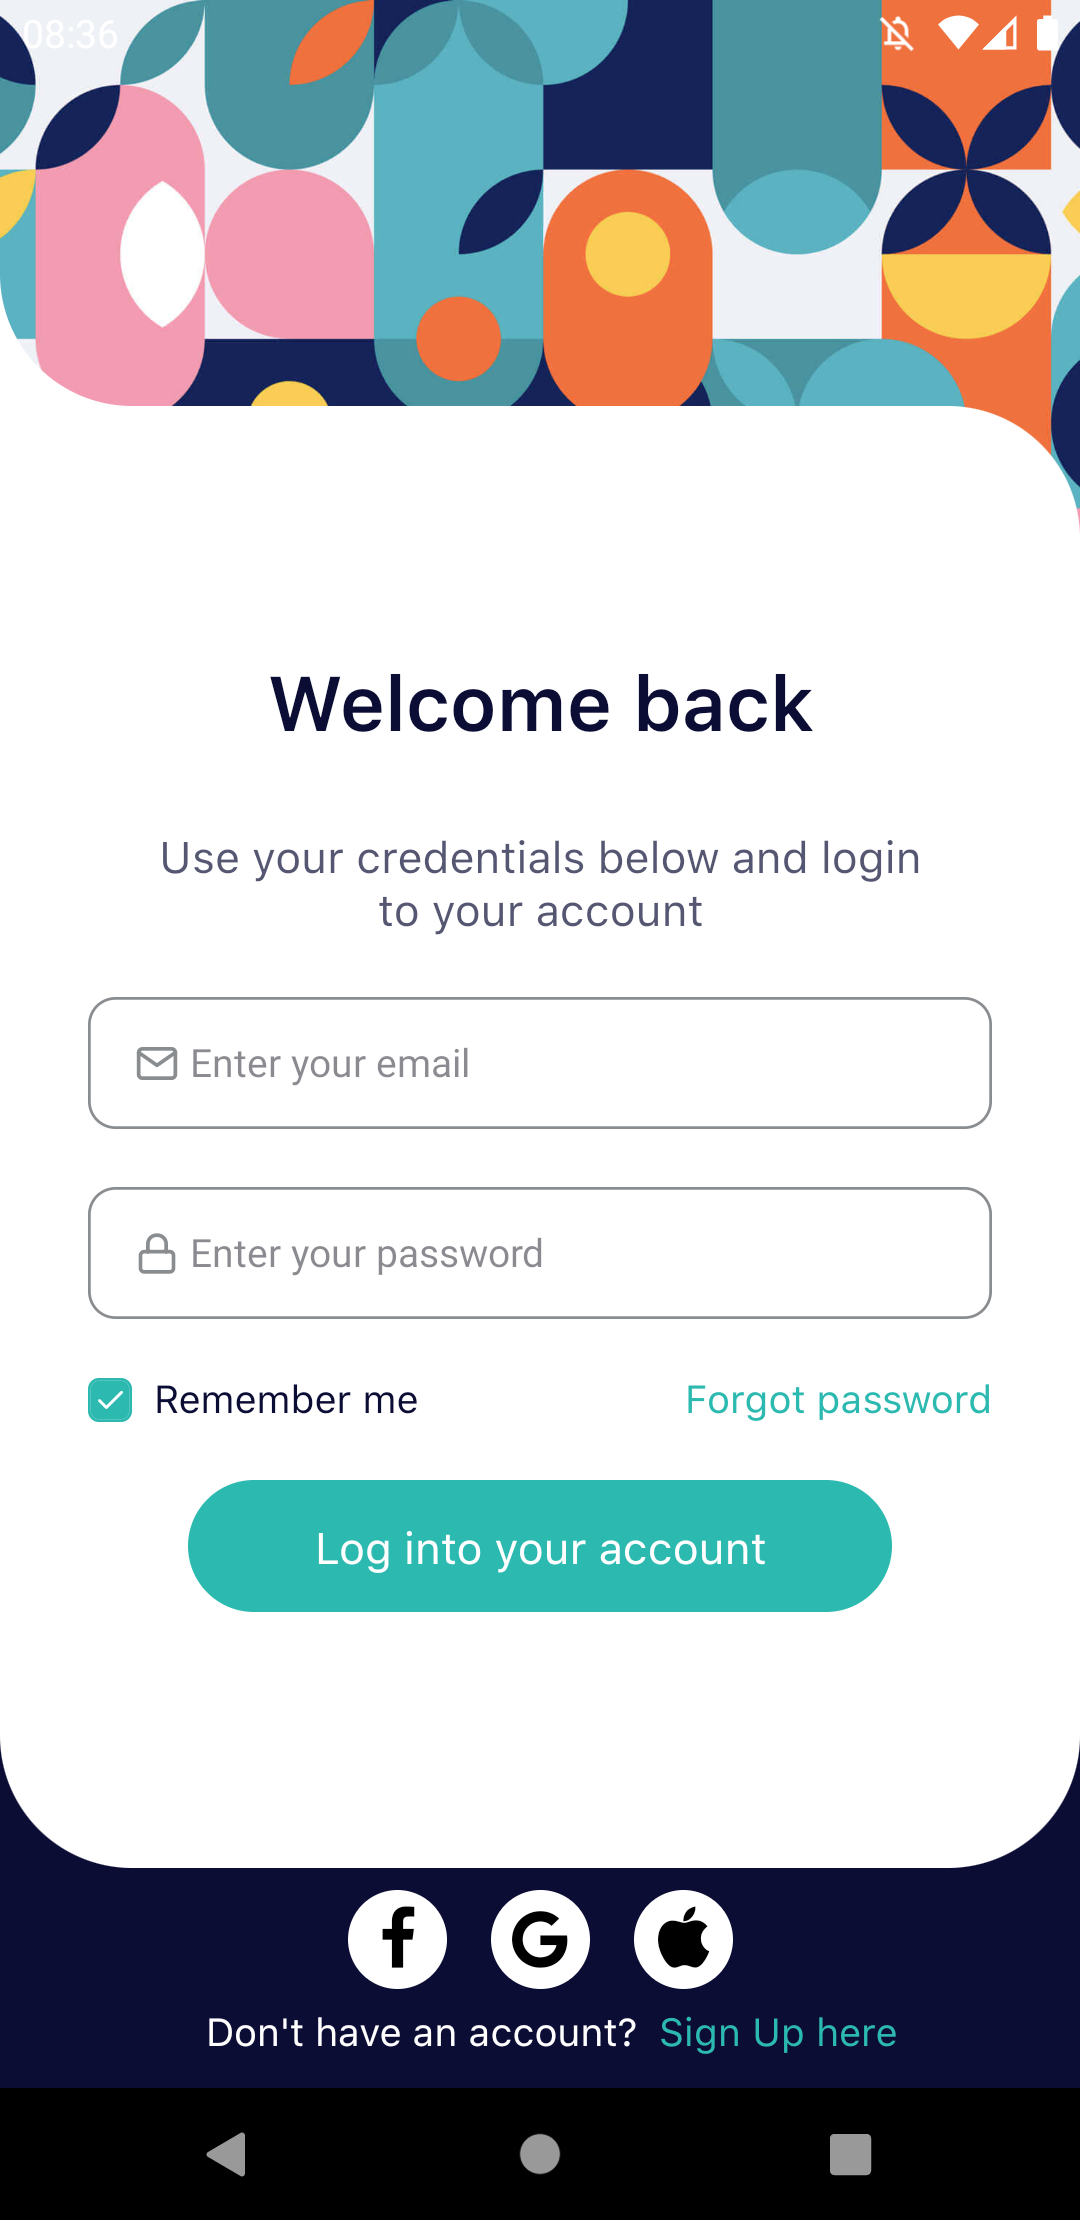 08:36
Welcome back
Use your credentials below and login
to your account
Enter your email
Enter your password
Remember me
Forgot password
Log into your account
Don't have an account? Sign Up here